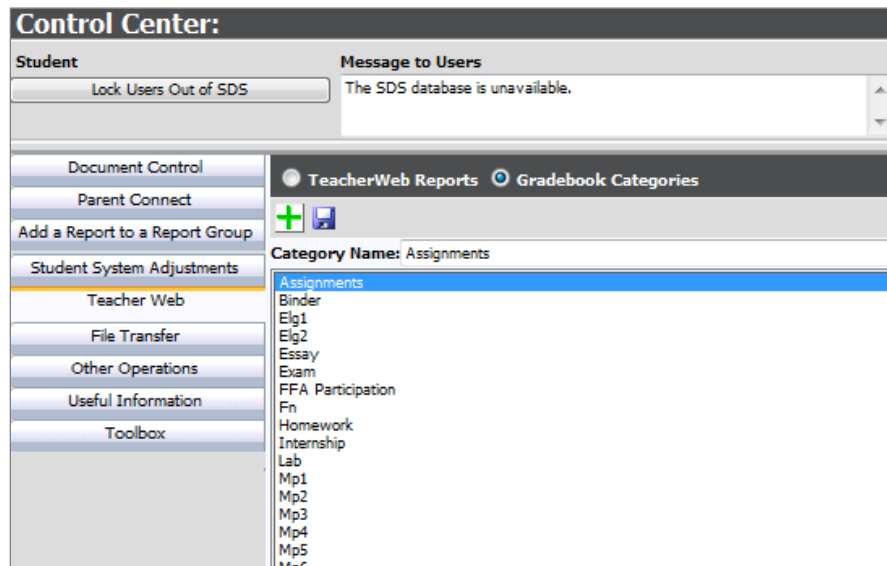 Control Center:
Student
Message to Users
Lock Users Out of SDS
The SDS database is unavailable.
Document Control
Parent Connect
Add a Report to a Report Group
Student System Adjustments
Teacher Web
File Transfer
Other Operations
Useful Information
Toolbox
TeacherWeb Reports
Gradebook Categories
Category Name: Assignments
Assignments
Binder
Elg1
Elg2
Essay
Exam
FFA Participation
Fn
Homework
Internship
Lab
Mp1
Mp2
Mp3
Mp4
Mp5